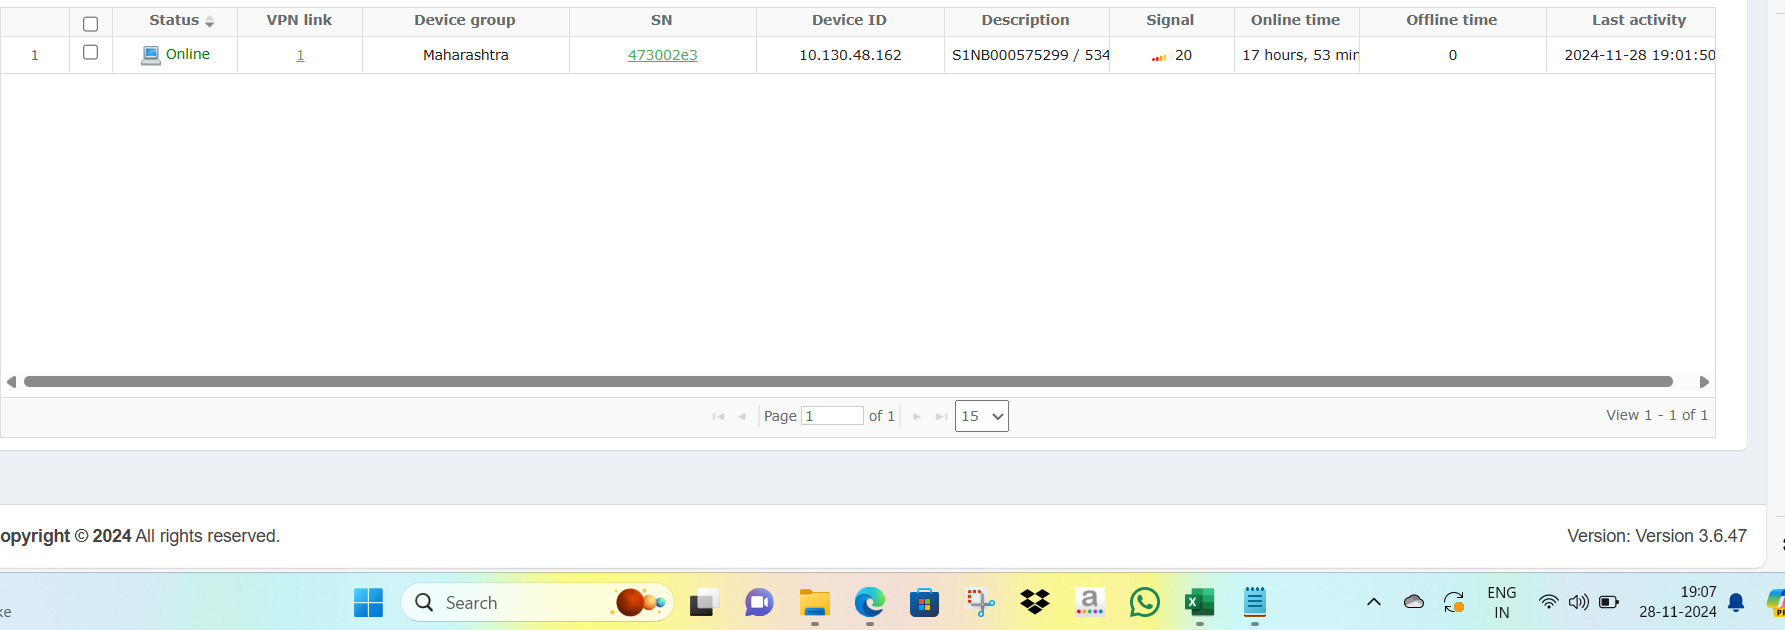 Status VPN link Device group SN Device ID Description Signal Online time Offline time Last activity
1 Online 1 Maharashtra 473002e3 10.130.48.162 S1NB000575299 / 534 20 17 hours, 53 min 0 2024-11-28 19:01:50
Page 1 of 1 15 View 1 - 1 of 1
opyright © 2024 All rights reserved. Version: Version 3.6.47
ke Search ENG 19:07
IN 28-11-2024